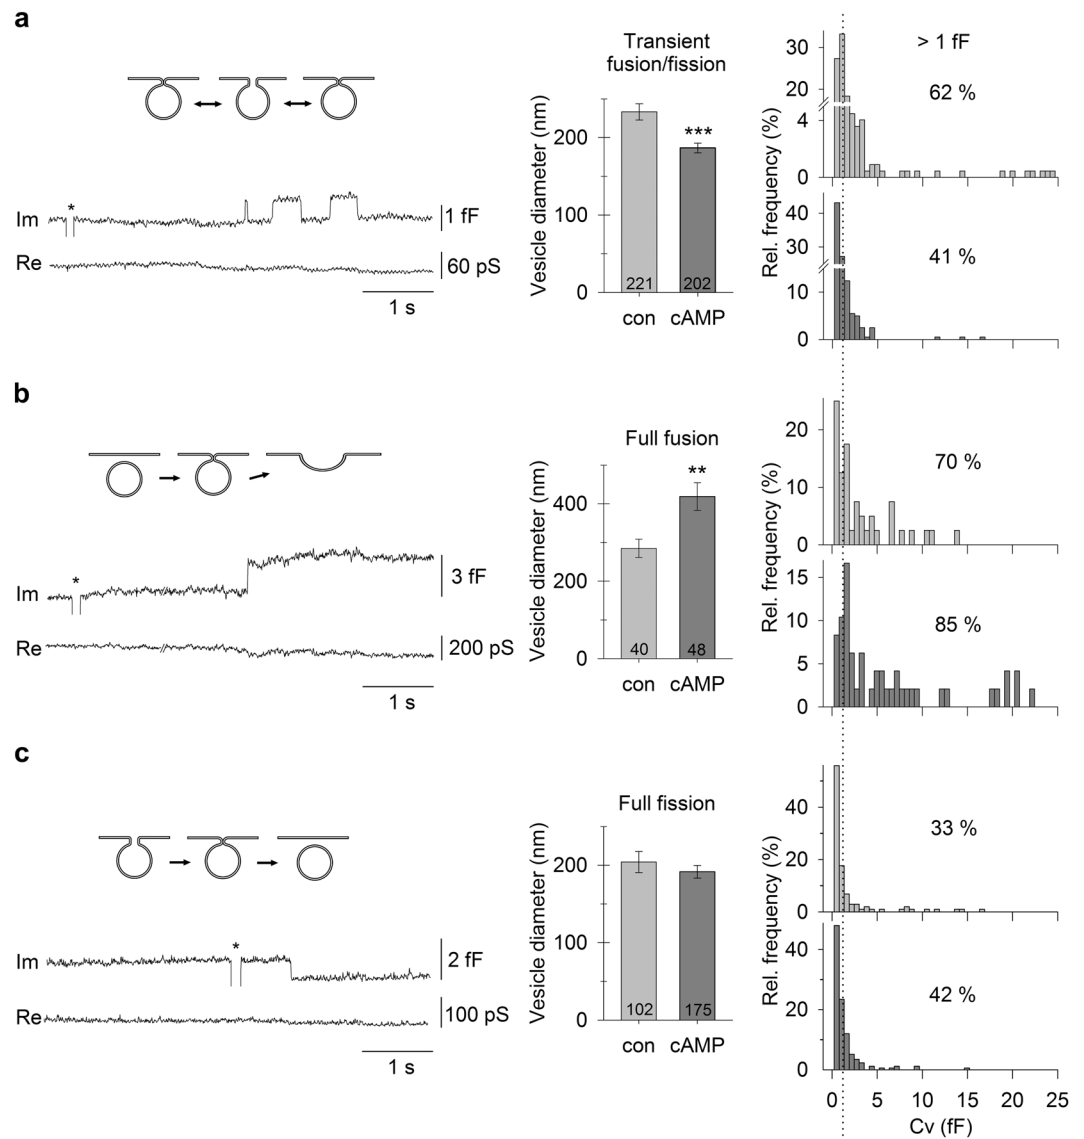 a
Im
*
1 fF
Re
60 pS
1 s
Transient
fusion/fission
Vesicle diameter (nm)
200
100
0
***
221
202
con
cAMP
Rel. frequency (%)
30
20
4
0
> 1 fF
62 %
40
30
10
0
41 %
b
Im
*
3 fF
Re
200 pS
1 s
Full fusion
Vesicle diameter (nm)
400
200
0
**
40
48
con
cAMP
Rel. frequency (%)
20
10
0
70 %
15
10
5
0
85 %
c
Im
*
2 fF
Re
100 pS
1 s
Full fission
Vesicle diameter (nm)
200
100
0
102
175
con
cAMP
Rel. frequency (%)
40
20
0
33 %
40
20
0
42 %
0 5 10 15 20 25
Cv (fF)